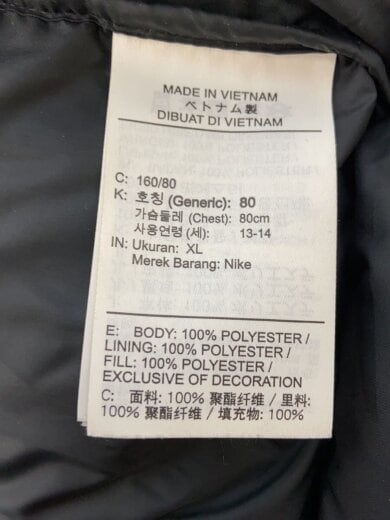 MADE IN VIETNAM
ベトナム製
DIBUAT DI VIETNAM
C: 160/80
K: 호칭 (Generic): 80
가슴둘레 (Chest): 80cm
사용연령 (세): 13-14
IN: Ukuran: XL
Merek Barang: Nike
E: BODY: 100% POLYESTER /
LINING: 100% POLYESTER /
FILL: 100% POLYESTER /
EXCLUSIVE OF DECORATION
C: 面料: 100% 聚酯纤维 / 里料:
100% 聚酯纤维 / 填充物: 100%